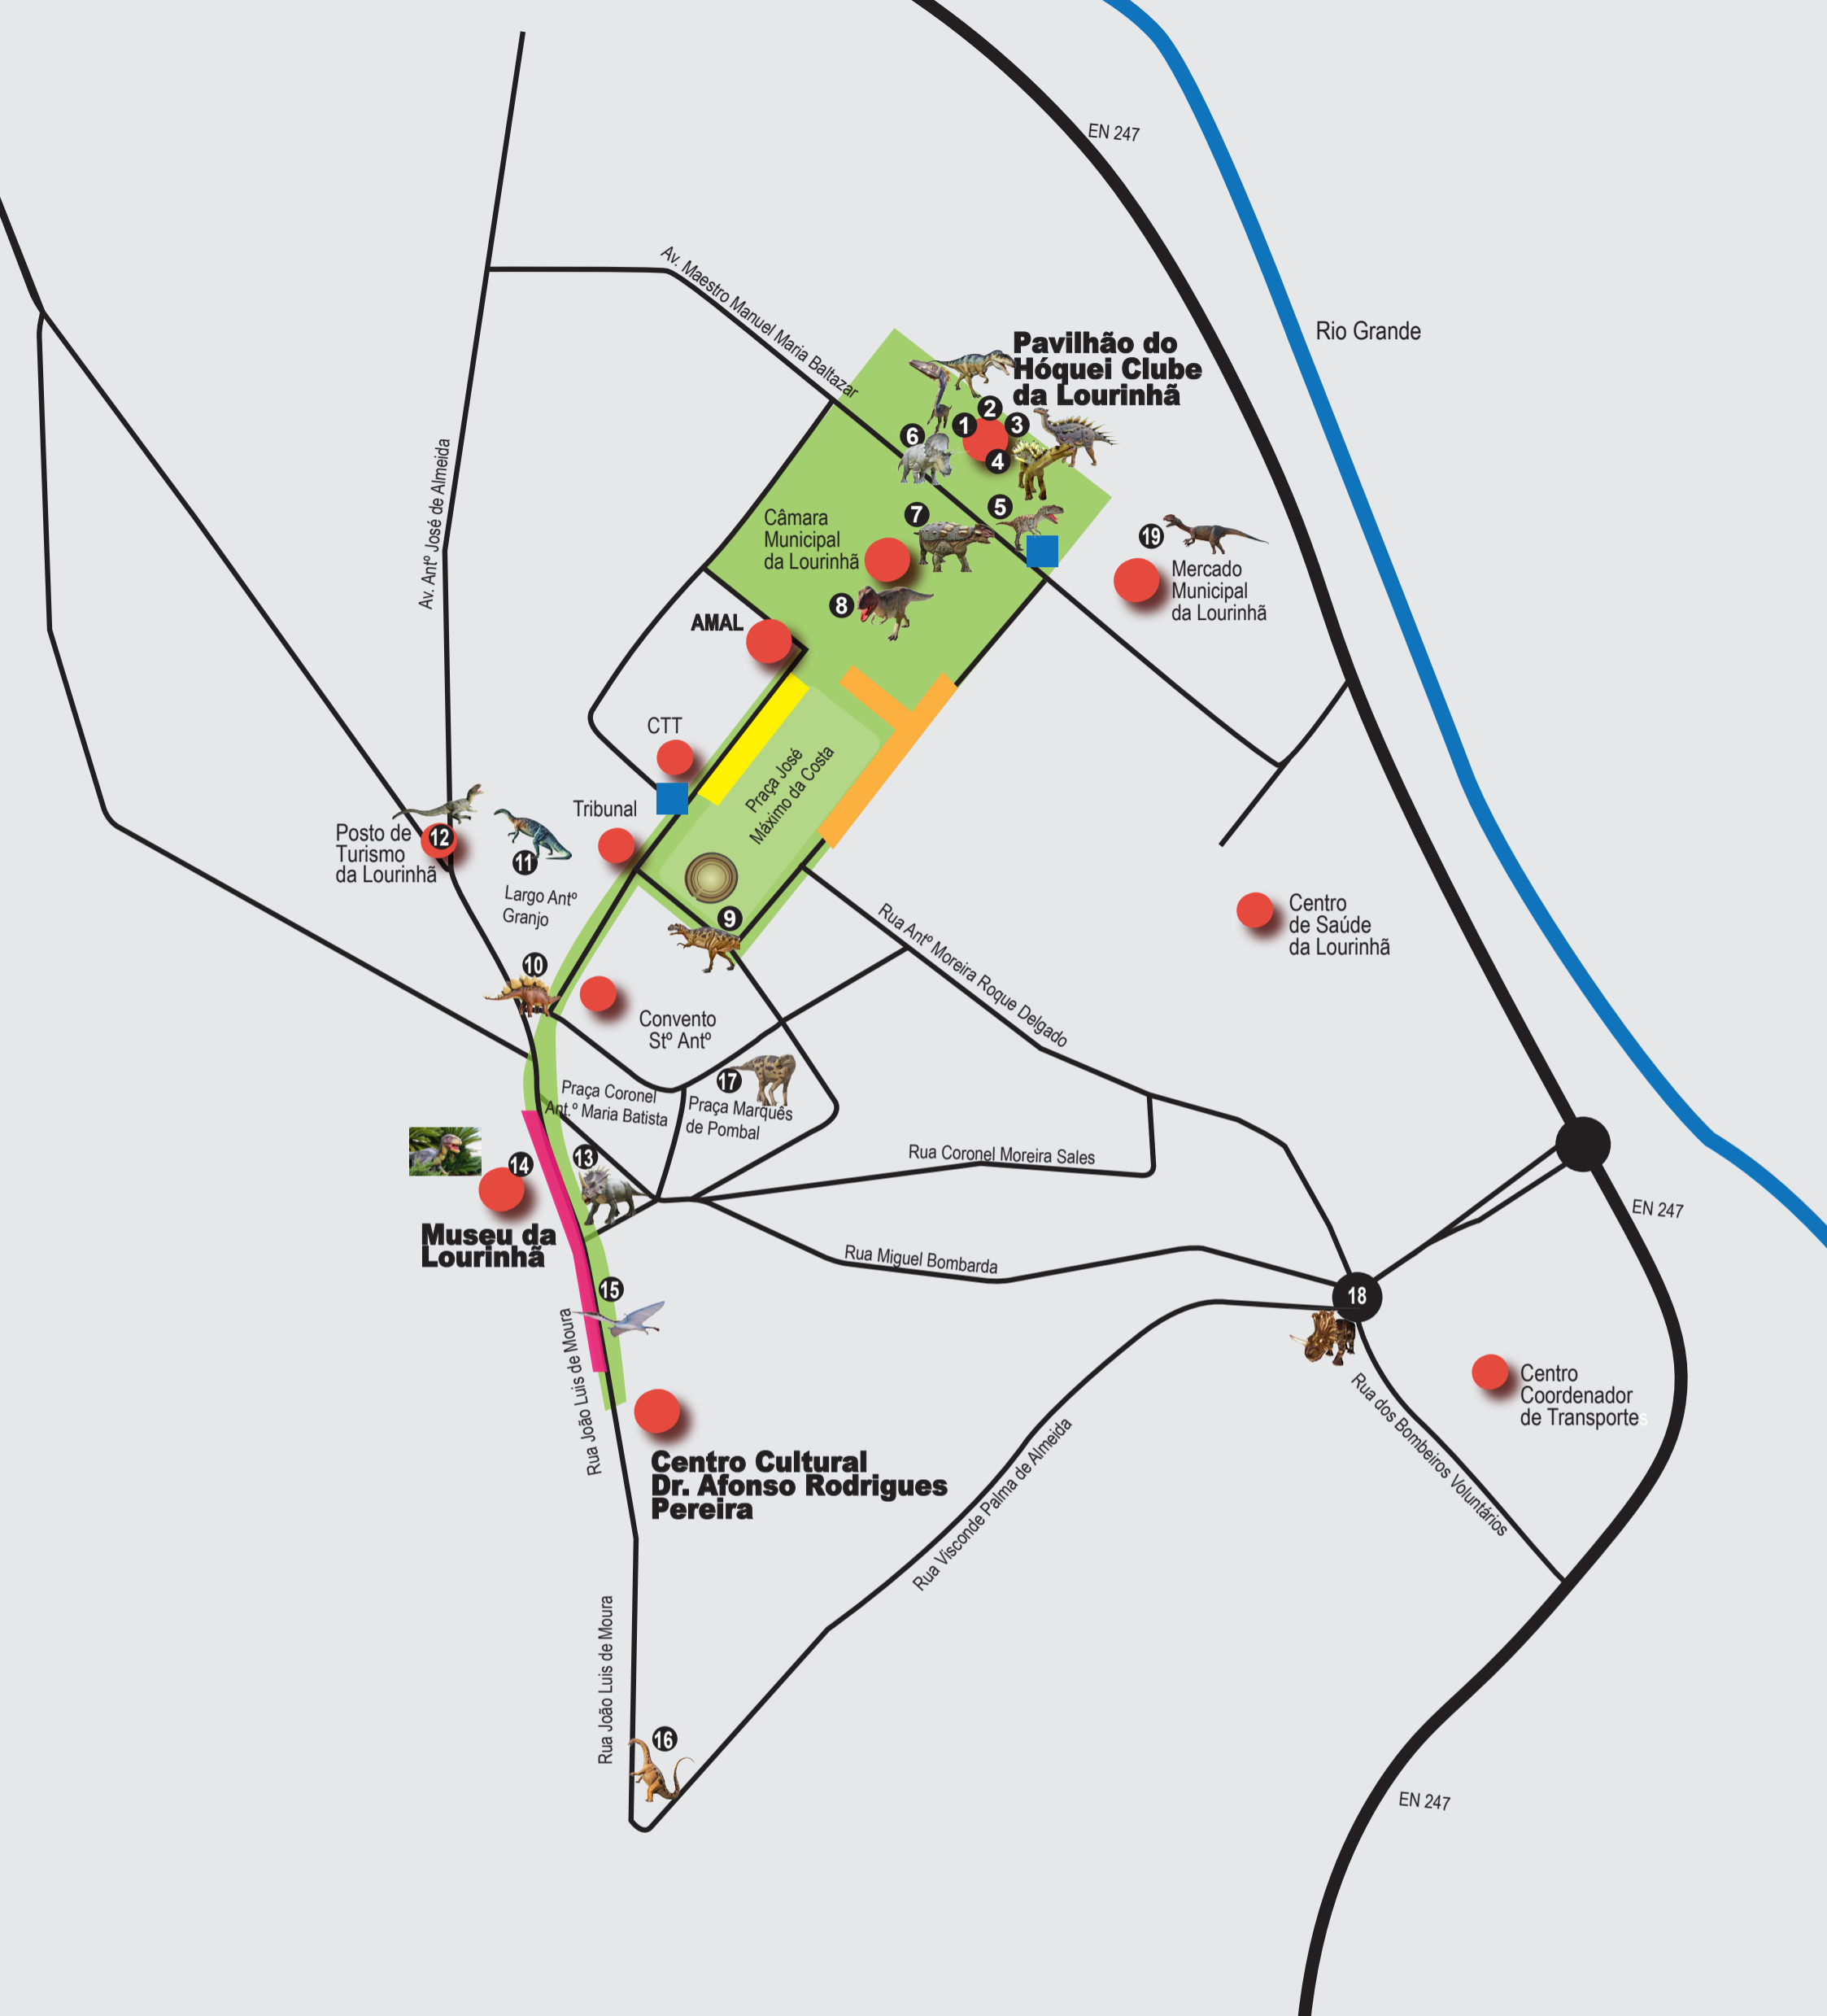 EN 247
Av. Maestro Manuel Maria Baltazar
Rio Grande
Pavilhão do
Hóquei Clube
da Lourinhã
2
1
3
6
4
5
7
Câmara
Municipal
da Lourinhã
19
Mercado
Municipal
da Lourinhã
Av. Antº José de Almeida
8
AMAL
CTT
Praça José
Máximo da Costa
Tribunal
Posto de
Turismo
da Lourinhã
12
11
Largo Antº
Granjo
9
Rua Antº Moreira Roque Delgado
Centro
de Saúde
da Lourinhã
10
Convento
Stº Antº
17
Praça Coronel
Ant.º Maria Batista
Praça Marquês
de Pombal
13
14
Rua Coronel Moreira Sales
Museu da
Lourinhã
EN 247
Rua Miguel Bombarda
15
18
Rua João Luis de Moura
Centro
Coordenador
de Transportes
Rua dos Bombeiros Voluntários
Centro Cultural
Dr. Afonso Rodrigues
Pereira
Rua Visconde Palma de Almeida
Rua João Luis de Moura
16
EN 247